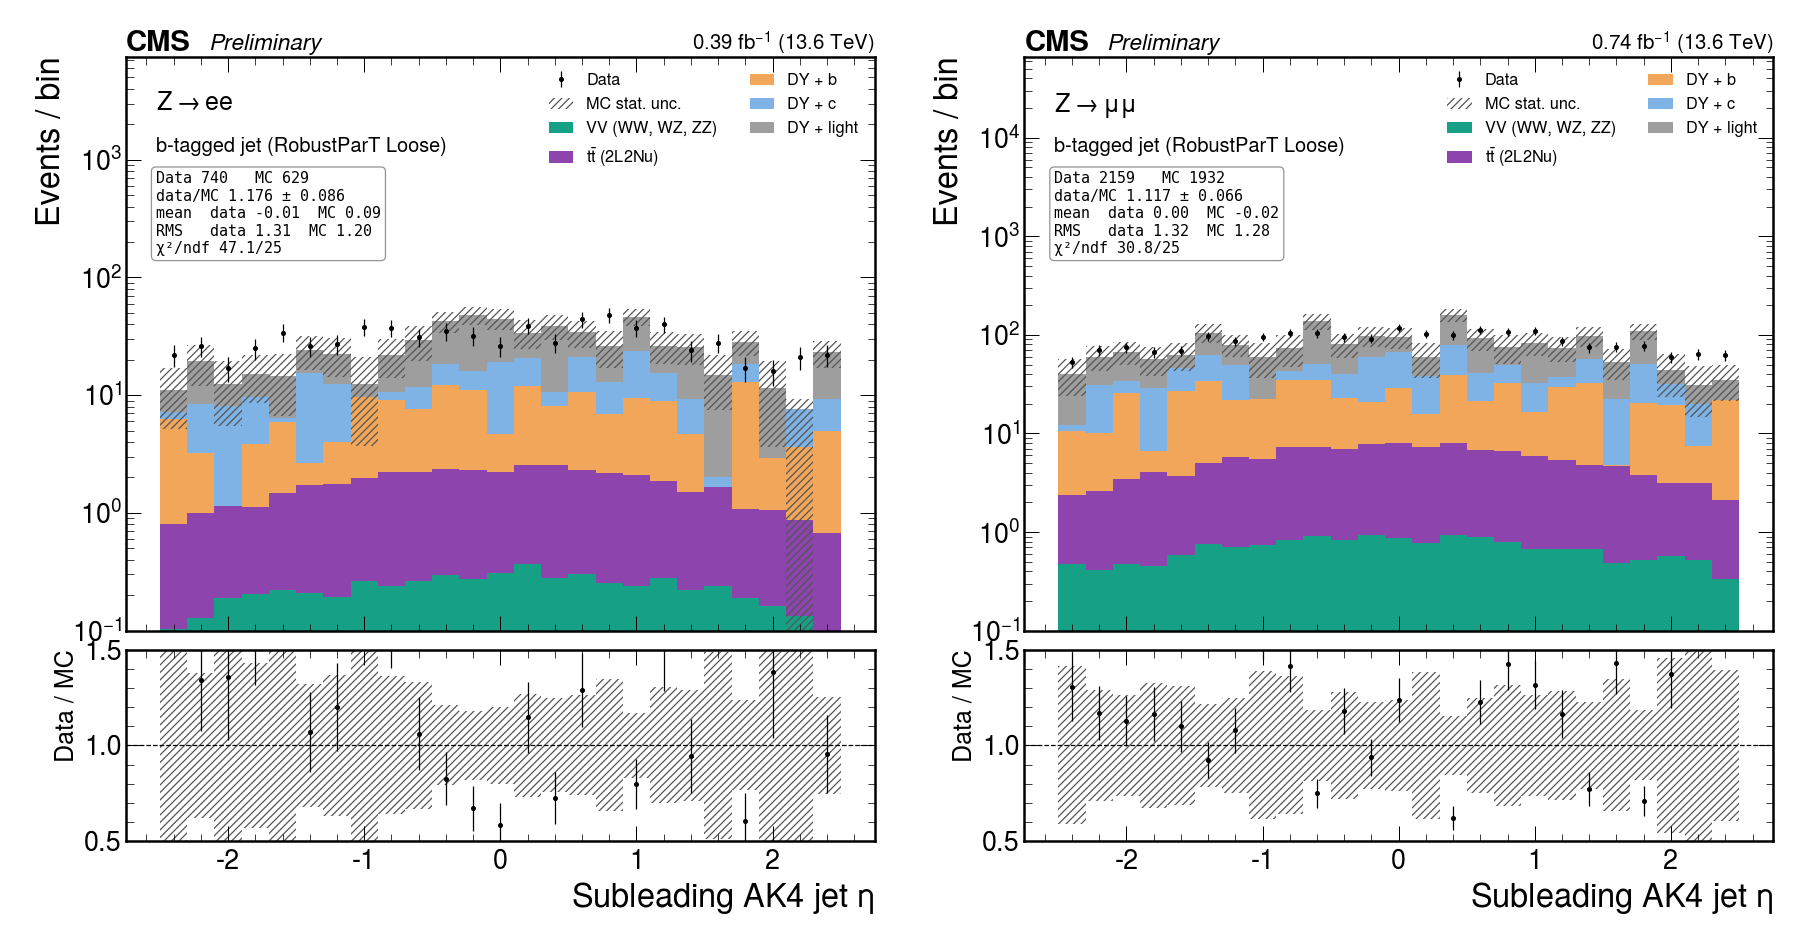 CMS Preliminary 0.39 fb⁻¹ (13.6 TeV)
Events / bin
Z → ee
b-tagged jet (RobustParT Loose)
Data 740 MC 629
data/MC 1.176 ± 0.086
mean data -0.01 MC 0.09
RMS data 1.31 MC 1.20
χ²/ndf 47.1/25
Data
MC stat. unc.
VV (WW, WZ, ZZ)
tt̄ (2L2Nu)
DY + b
DY + c
DY + light
10³
10²
10¹
10⁰
10⁻¹
Data / MC
1.5
1.0
0.5
-2 -1 0 1 2
Subleading AK4 jet η
CMS Preliminary 0.74 fb⁻¹ (13.6 TeV)
Events / bin
Z → μμ
b-tagged jet (RobustParT Loose)
Data 2159 MC 1932
data/MC 1.117 ± 0.066
mean data 0.00 MC -0.02
RMS data 1.32 MC 1.28
χ²/ndf 30.8/25
Data
MC stat. unc.
VV (WW, WZ, ZZ)
tt̄ (2L2Nu)
DY + b
DY + c
DY + light
10⁴
10³
10²
10¹
10⁰
10⁻¹
Data / MC
1.5
1.0
0.5
-2 -1 0 1 2
Subleading AK4 jet η